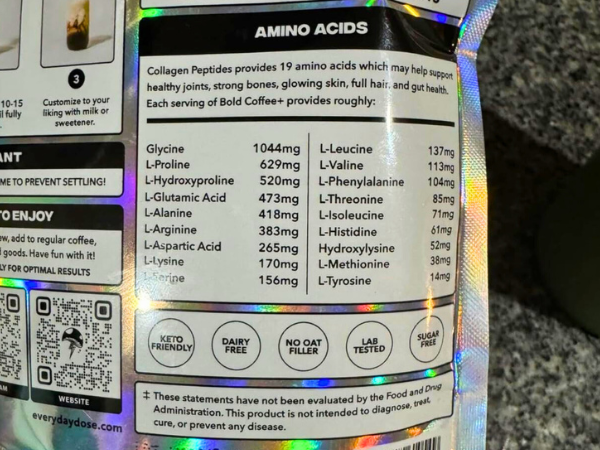 AMINO ACIDS
Collagen Peptides provides 19 amino acids which may help support
healthy joints, strong bones, glowing skin, full hair, and gut health.
Each serving of Bold Coffee+ provides roughly:
Glycine 1044mg
L-Proline 629mg
L-Hydroxyproline 520mg
L-Glutamic Acid 473mg
L-Alanine 418mg
L-Arginine 383mg
L-Aspartic Acid 265mg
L-Lysine 170mg
L-Serine 156mg
L-Leucine 137mg
L-Valine 113mg
L-Phenylalanine 104mg
L-Threonine 85mg
L-Isoleucine 71mg
L-Histidine 61mg
Hydroxylysine 52mg
L-Methionine 38mg
L-Tyrosine 14mg
KETO
FRIENDLY
DAIRY
FREE
NO OAT
FILLER
LAB
TESTED
SUGAR
FREE
‡ These statements have not been evaluated by the Food and Drug
Administration. This product is not intended to diagnose, treat,
cure, or prevent any disease.
3
10-15
fully
Customize to your
liking with milk or
sweetener.
ANT
ME TO PREVENT SETTLING!
TO ENJOY
ow, add to regular coffee,
goods. Have fun with it!
LY FOR OPTIMAL RESULTS
AM
WEBSITE
everydaydose.com